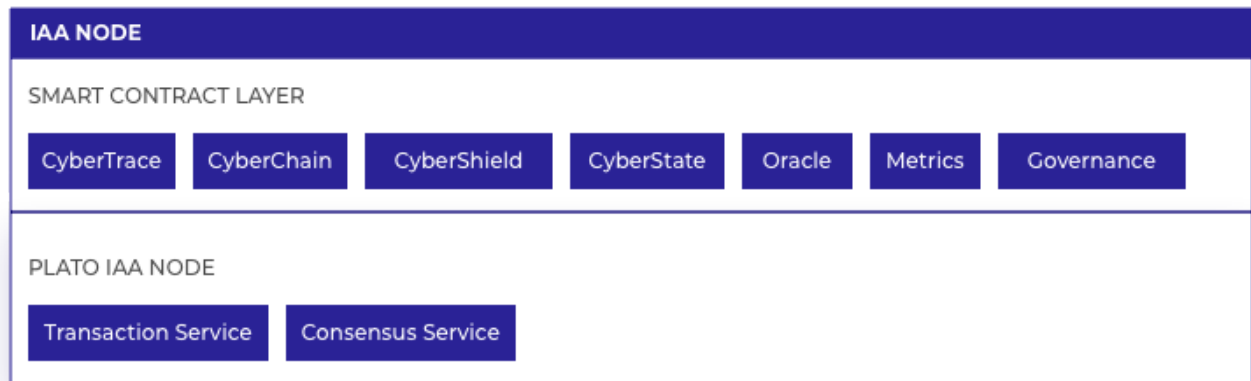 IAA NODE
SMART CONTRACT LAYER
CyberTrace CyberChain CyberShield CyberState Oracle Metrics Governance
PLATO IAA NODE
Transaction Service Consensus Service